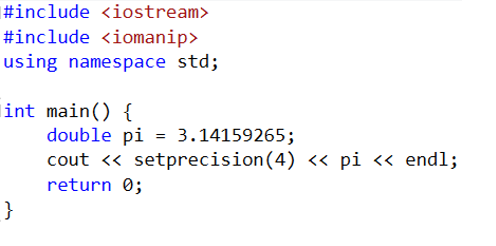 #include <iostream>
#include <iomanip>
using namespace std;
int main() {
    double pi = 3.14159265;
    cout << setprecision(4) << pi << endl;
    return 0;
}